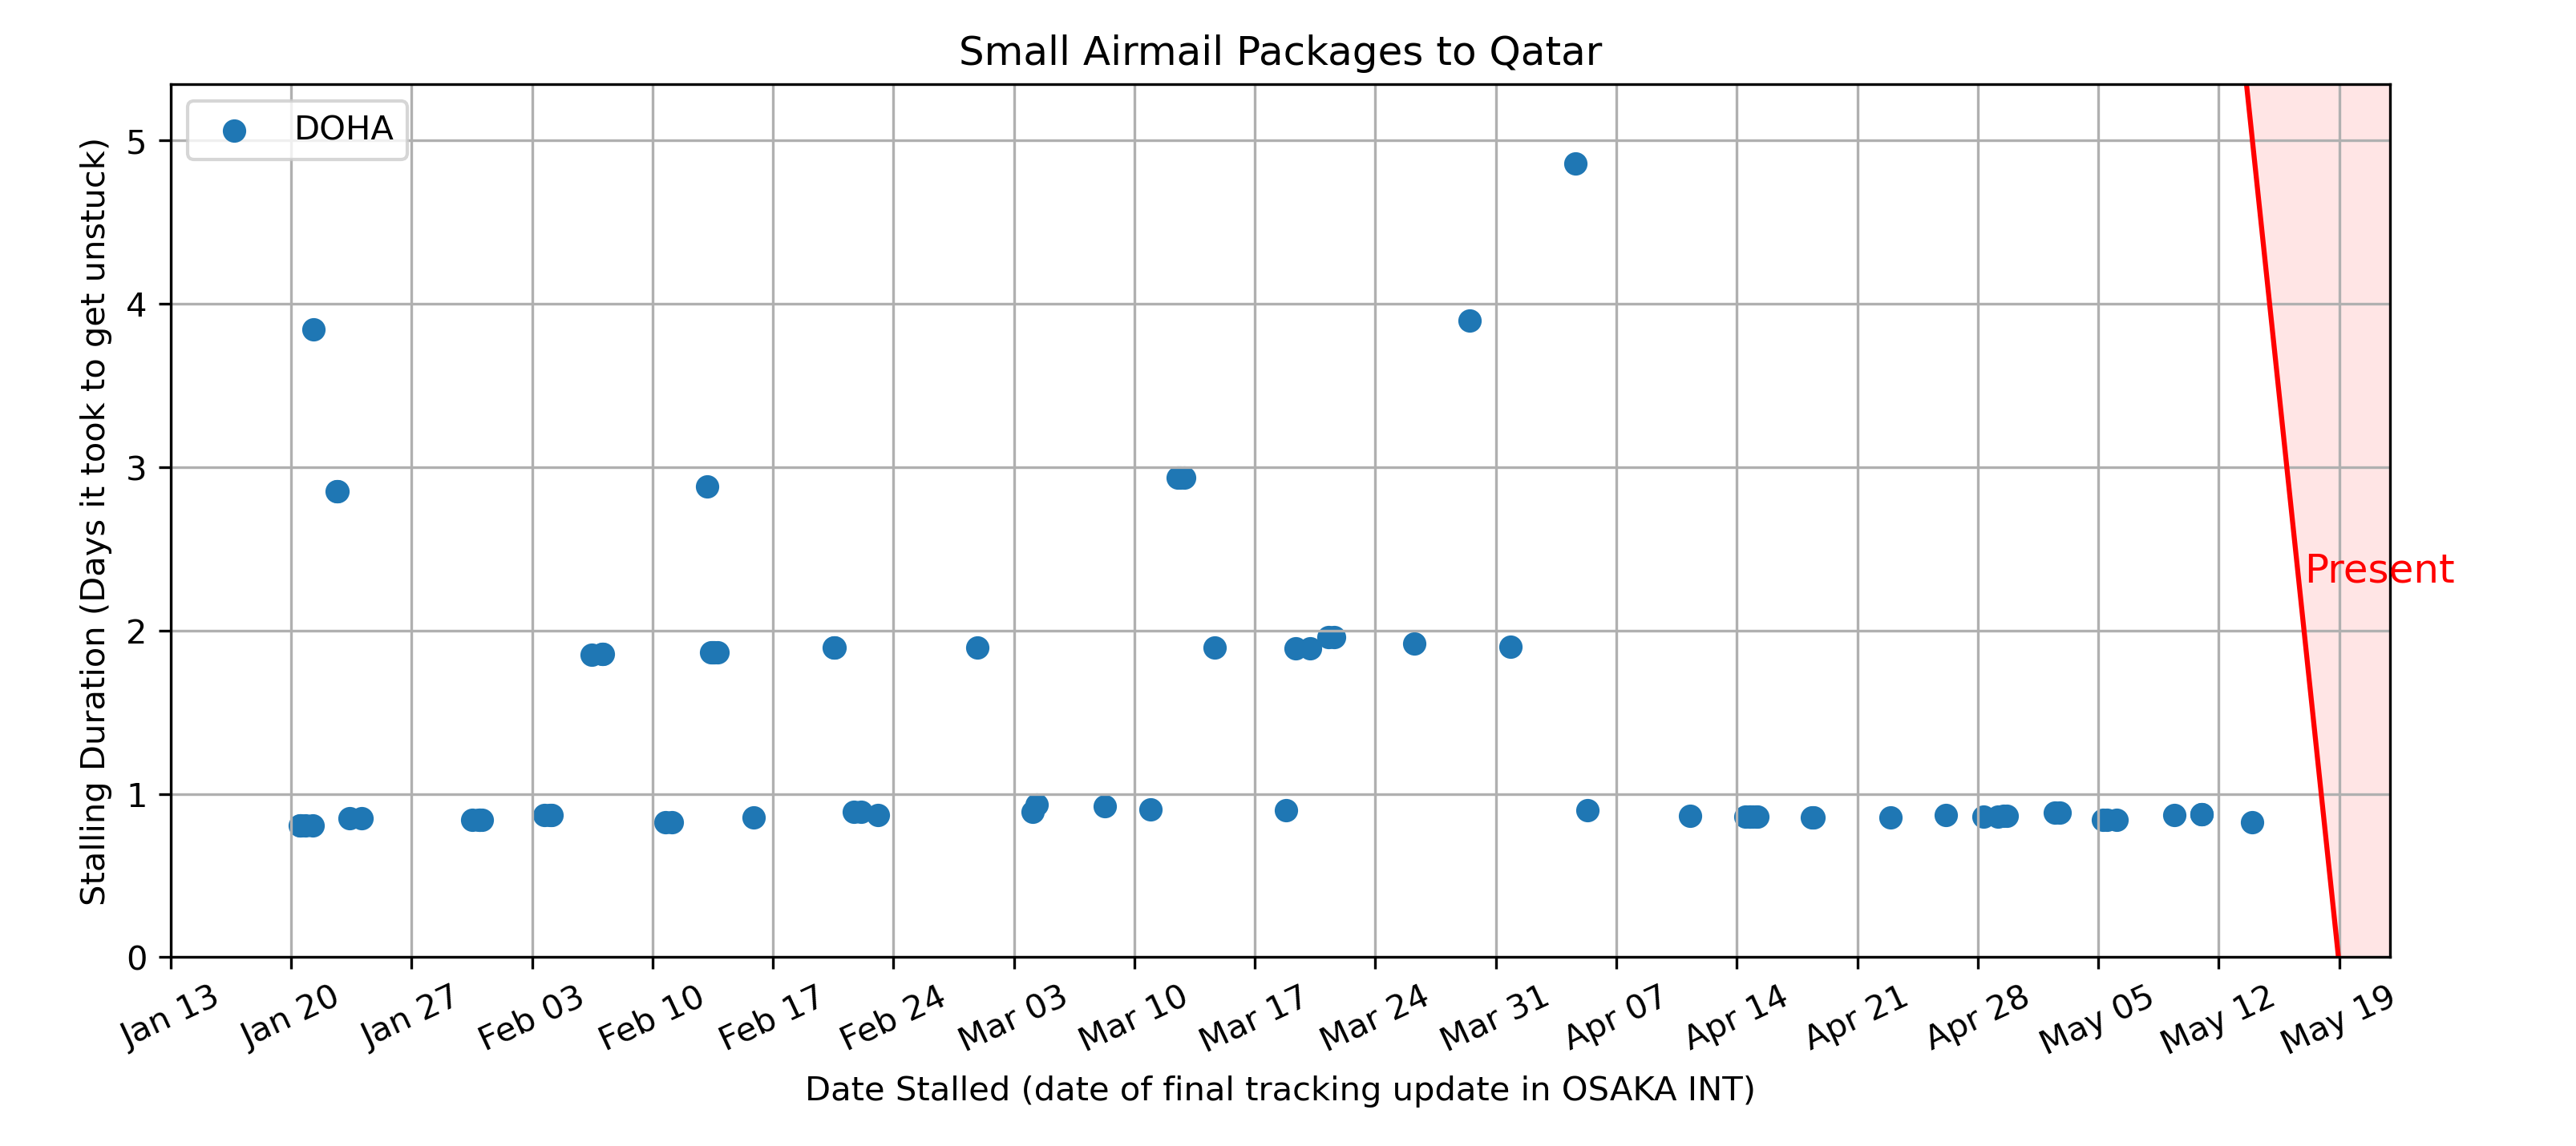 Small Airmail Packages to Qatar
DOHA
Stalling Duration (Days it took to get unstuck)
5
4
3
2
1
0
Present
Jan 13
Jan 20
Jan 27
Feb 03
Feb 10
Feb 17
Feb 24
Mar 03
Mar 10
Mar 17
Mar 24
Mar 31
Apr 07
Apr 14
Apr 21
Apr 28
May 05
May 12
May 19
Date Stalled (date of final tracking update in OSAKA INT)